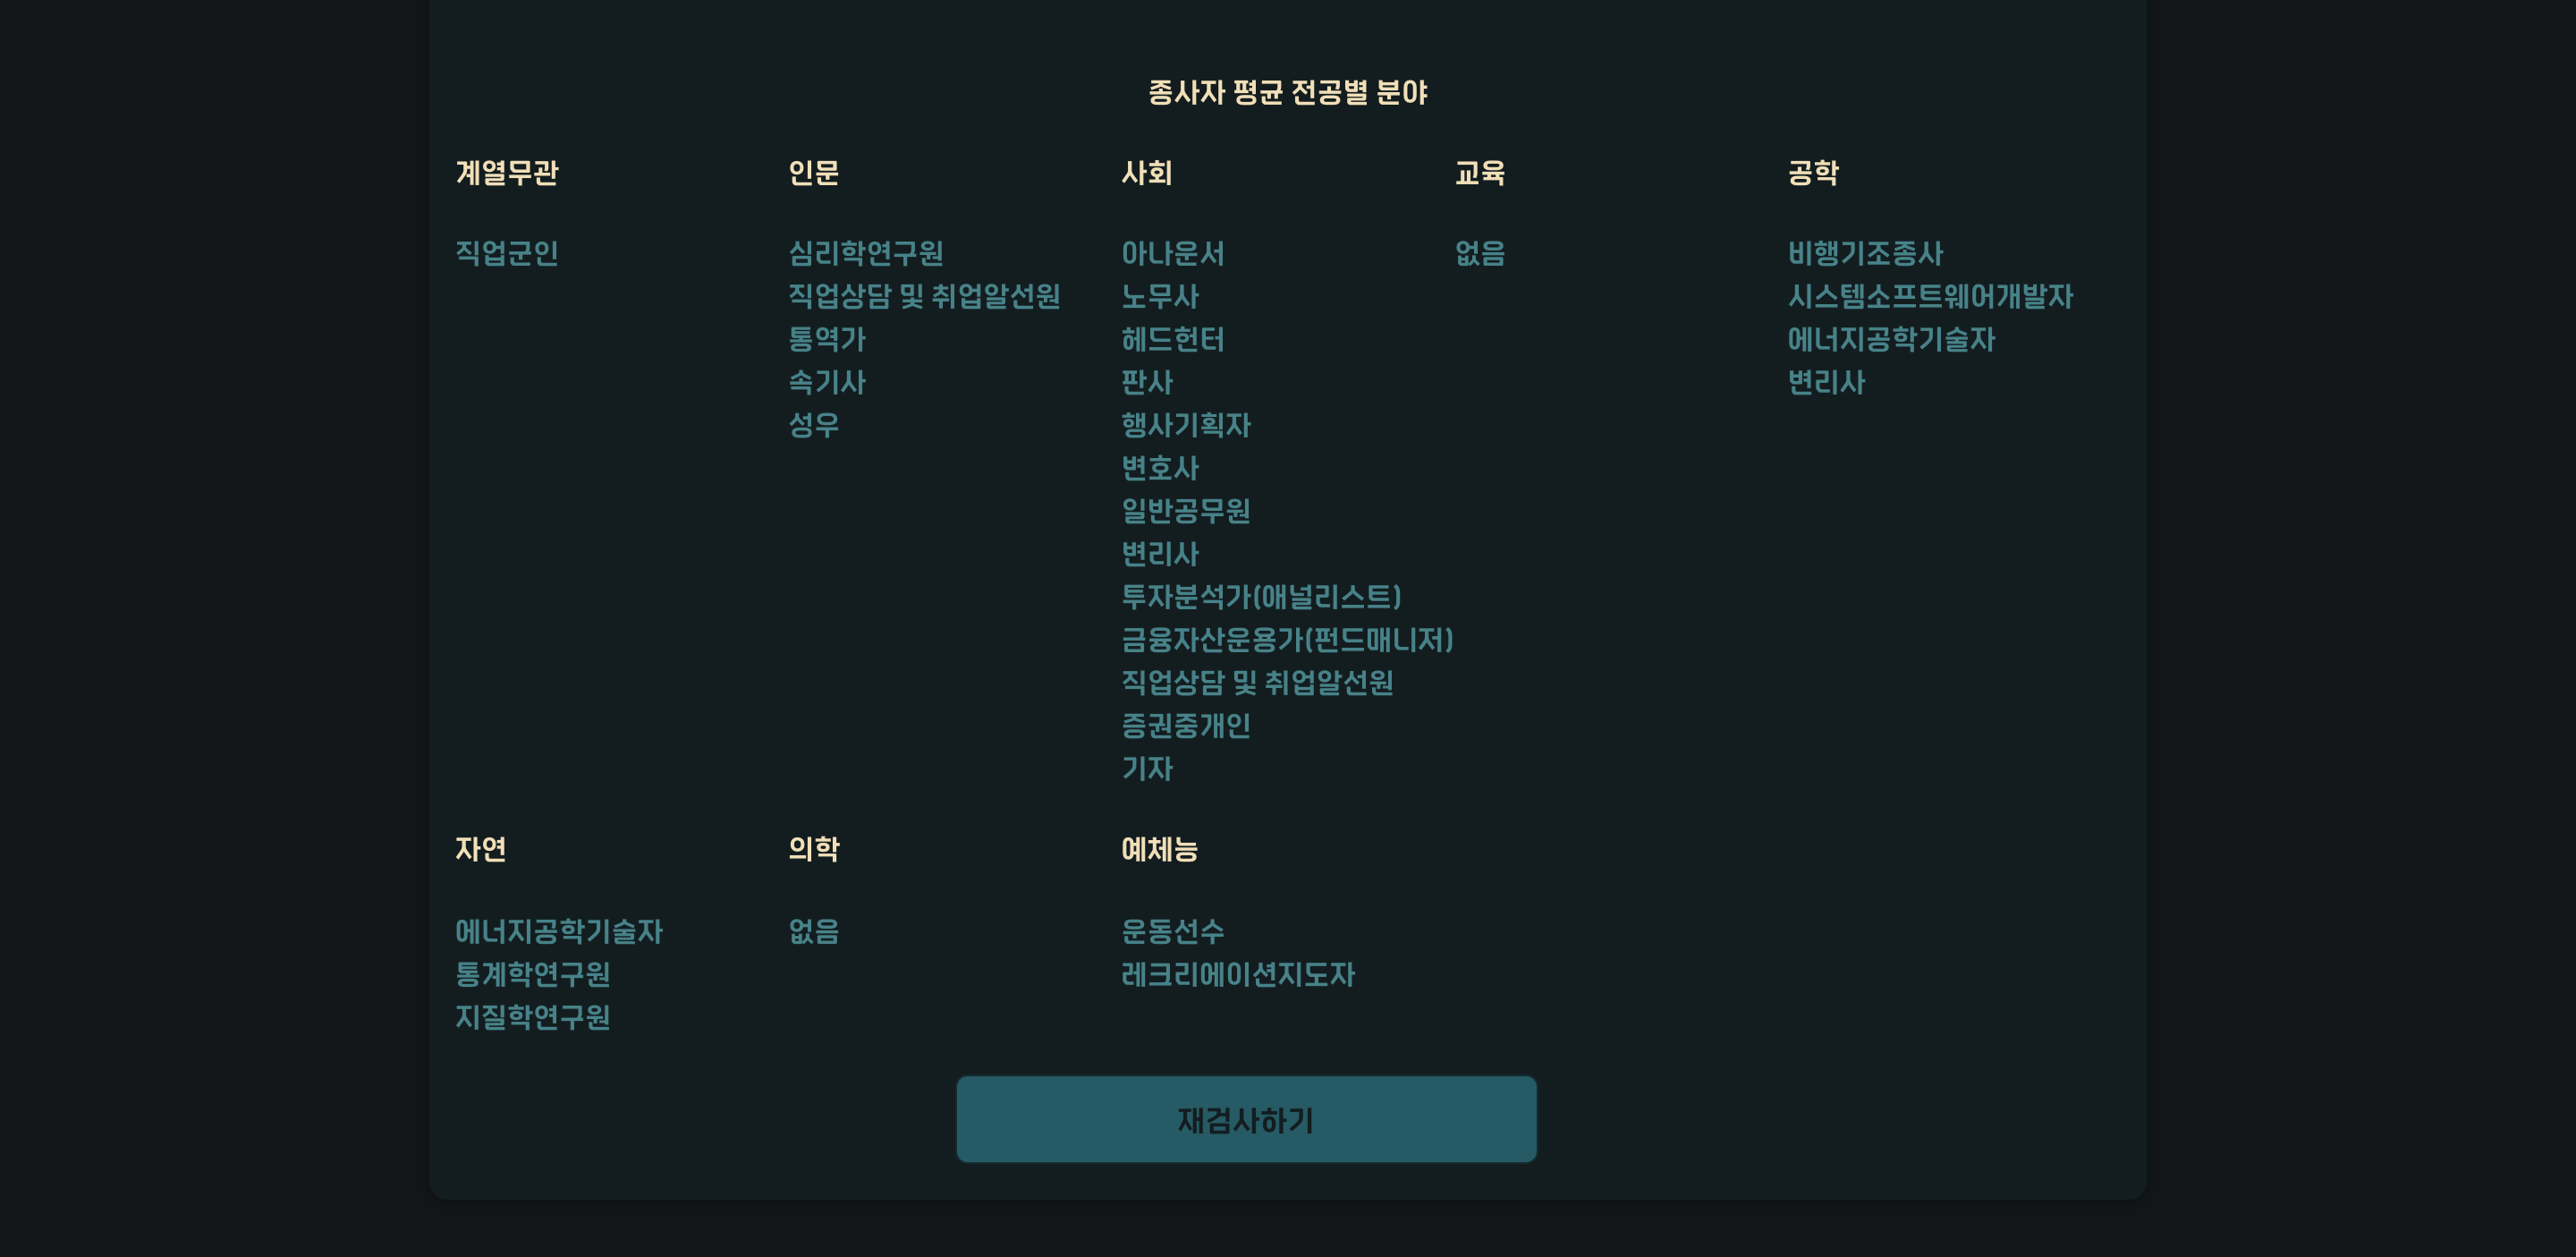 종사자 평균 전공별 분야
계열무관
직업군인
인문
심리학연구원
직업상담 및 취업알선원
통역가
속기사
성우
사회
아나운서
노무사
헤드헌터
판사
행사기획자
변호사
일반공무원
변리사
투자분석가(애널리스트)
금융자산운용가(펀드매니저)
직업상담 및 취업알선원
증권중개인
기자
교육
없음
공학
비행기조종사
시스템소프트웨어개발자
에너지공학기술자
변리사
자연
에너지공학기술자
통계학연구원
지질학연구원
의학
없음
예체능
운동선수
레크리에이션지도자
재검사하기